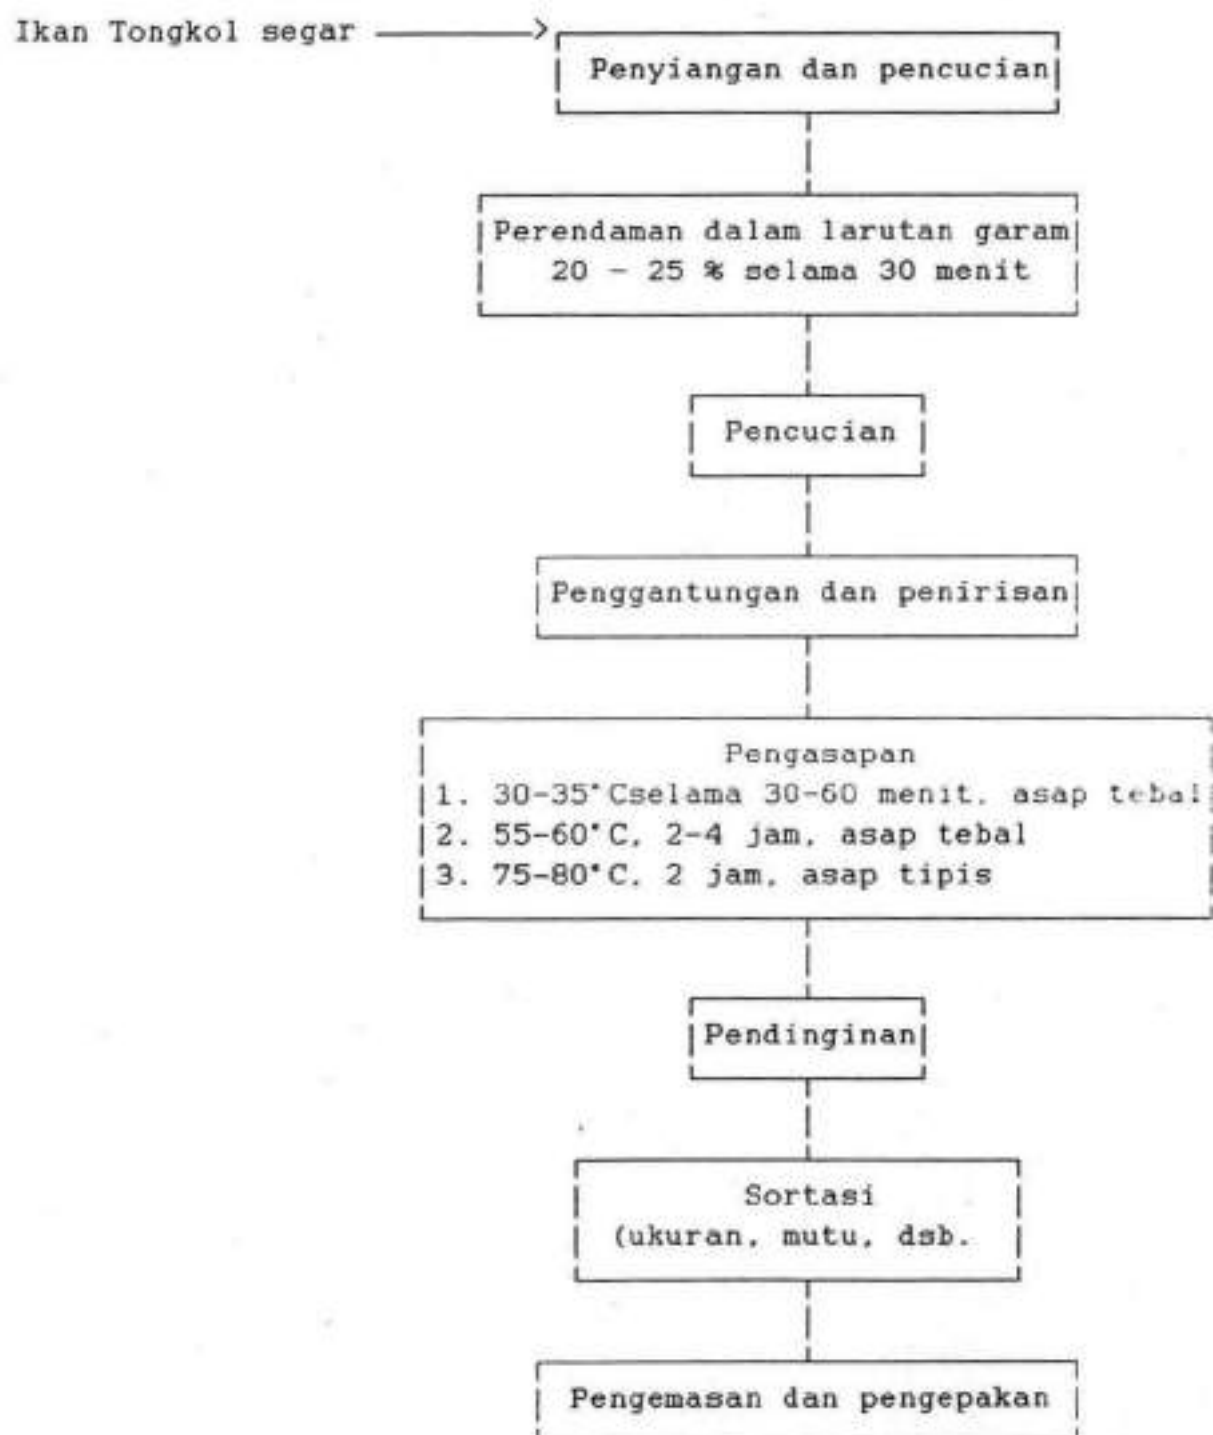 Ikan Tongkol segar
Penyiangan dan pencucian
Perendaman dalam larutan garam
20 - 25 % selama 30 menit
Pencucian
Penggantungan dan penirisan
Pengasapan
1. 30-35°Cselama 30-60 menit, asap tebal
2. 55-60°C, 2-4 jam, asap tebal
3. 75-80°C, 2 jam, asap tipis
Pendinginan
Sortasi
(ukuran, mutu, dsb.
Pengemasan dan pengepakan